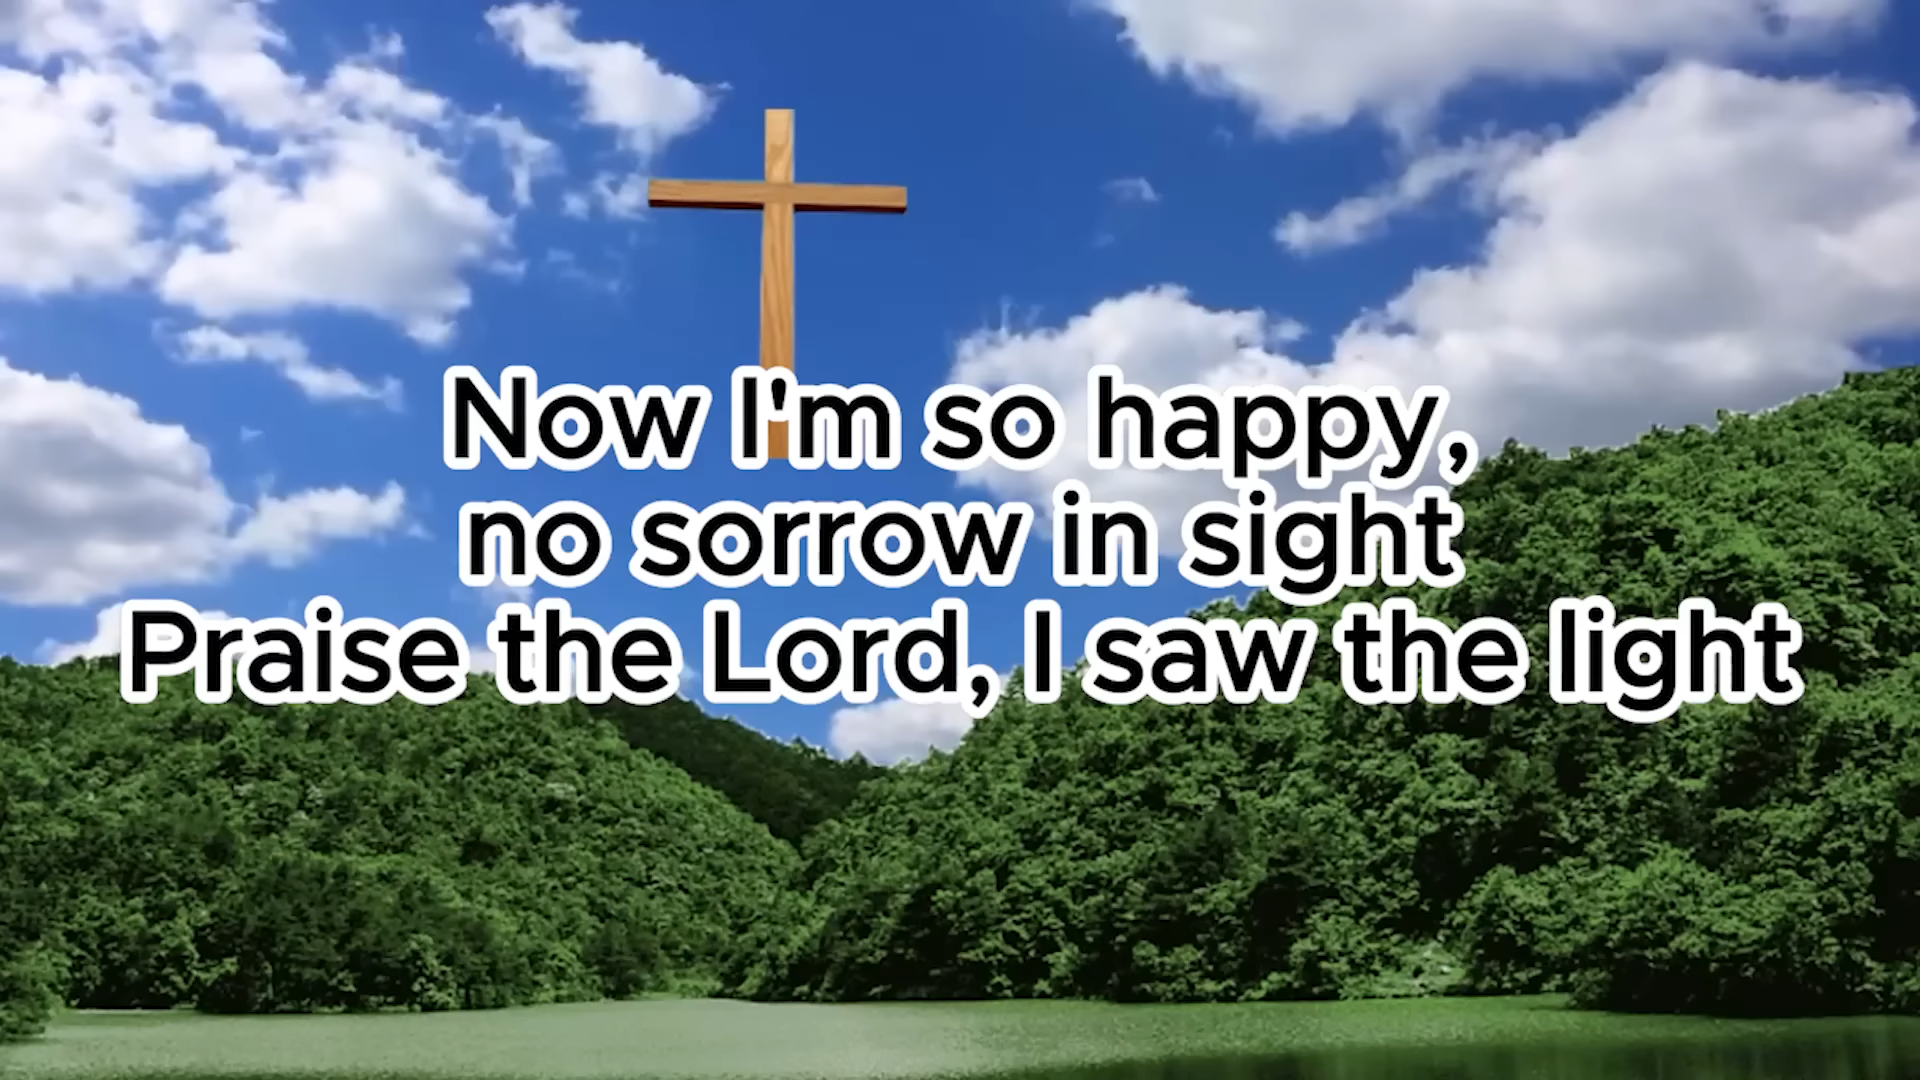 Now I'm so happy,
no sorrow in sight
Praise the Lord, I saw the light